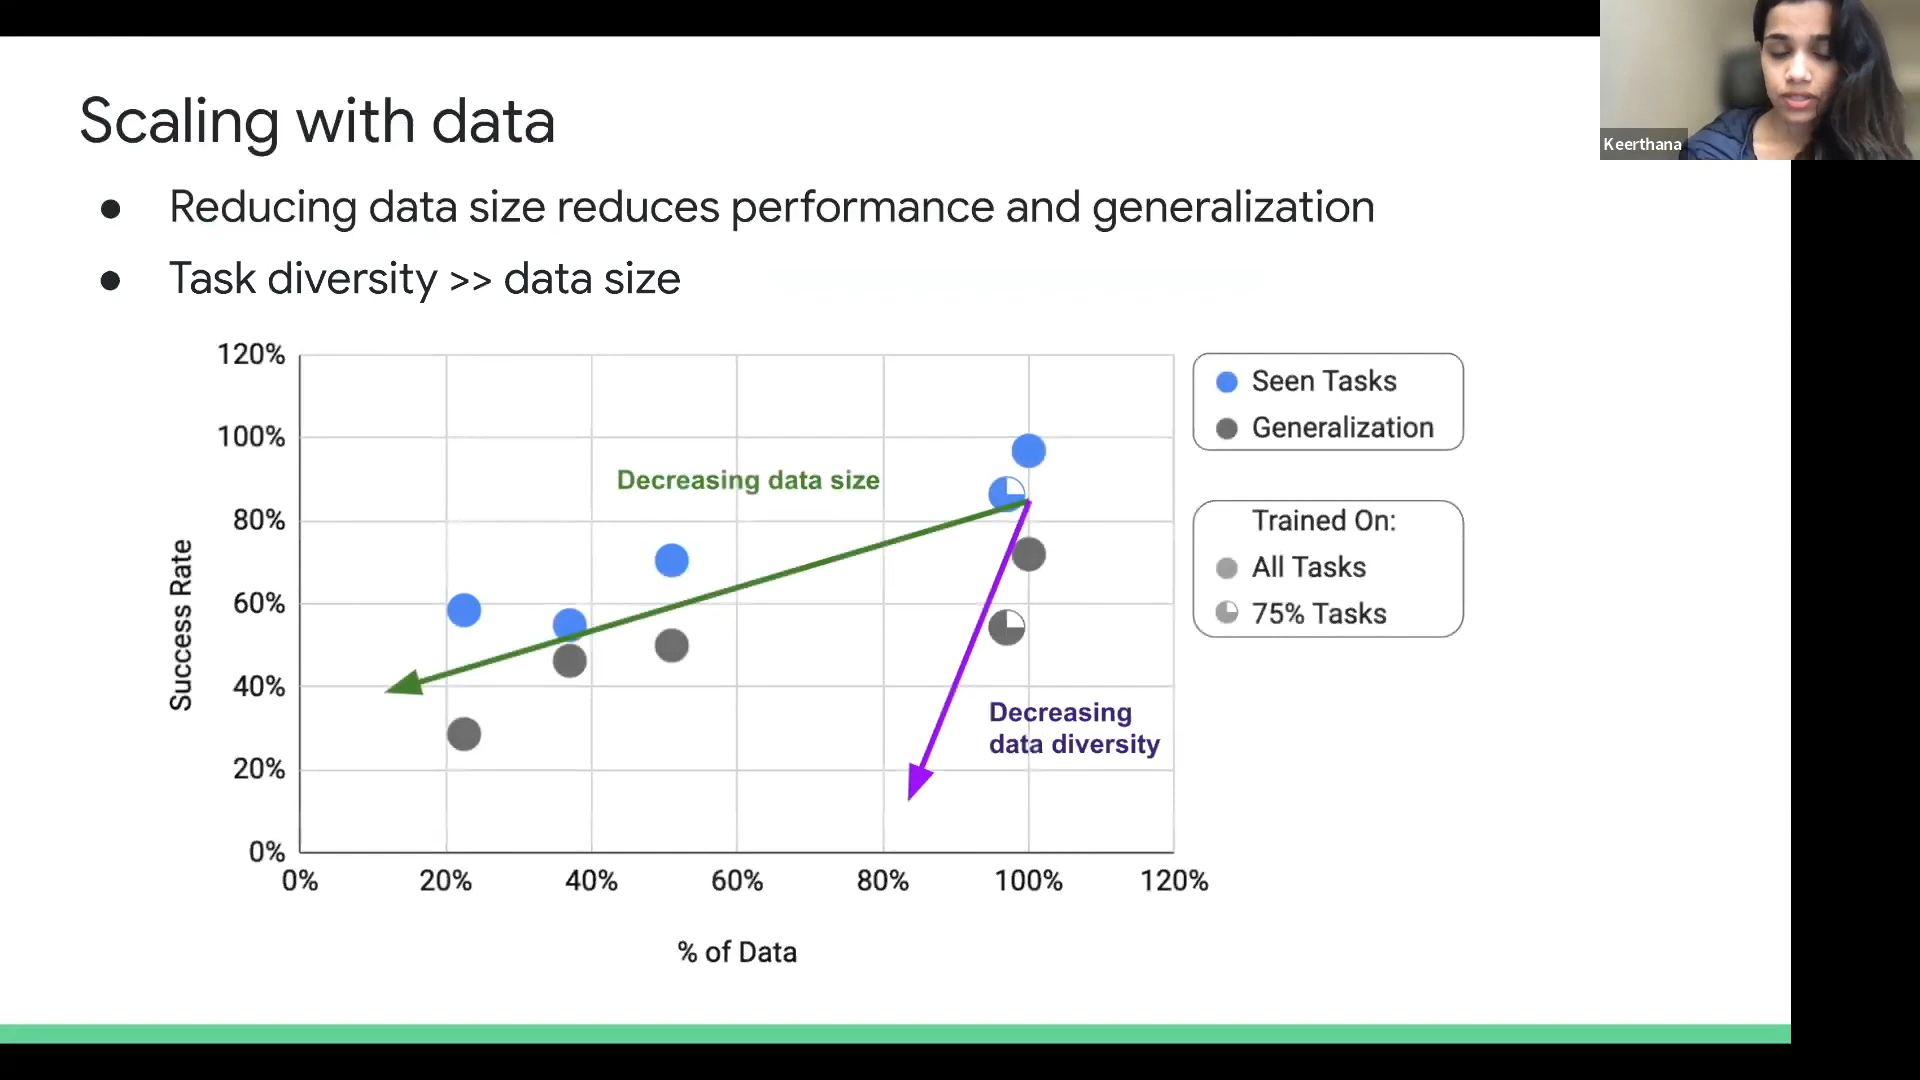 Keerthana
Scaling with data
● Reducing data size reduces performance and generalization
● Task diversity >> data size
120%
100%
80%
60%
40%
20%
0%
Success Rate
0% 20% 40% 60% 80% 100% 120%
% of Data
Decreasing data size
Decreasing
data diversity
Seen Tasks
Generalization
Trained On:
All Tasks
75% Tasks